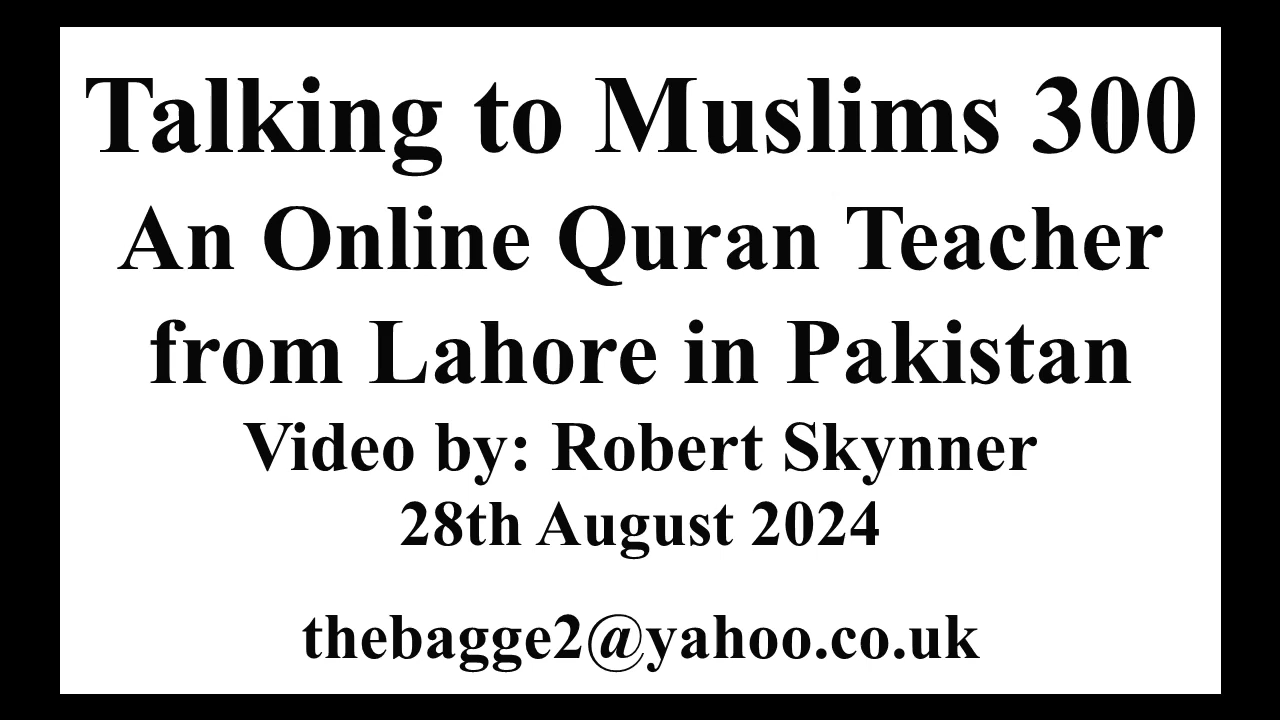 Talking to Muslims 300
An Online Quran Teacher
from Lahore in Pakistan
Video by: Robert Skynner
28th August 2024
thebagge2@yahoo.co.uk